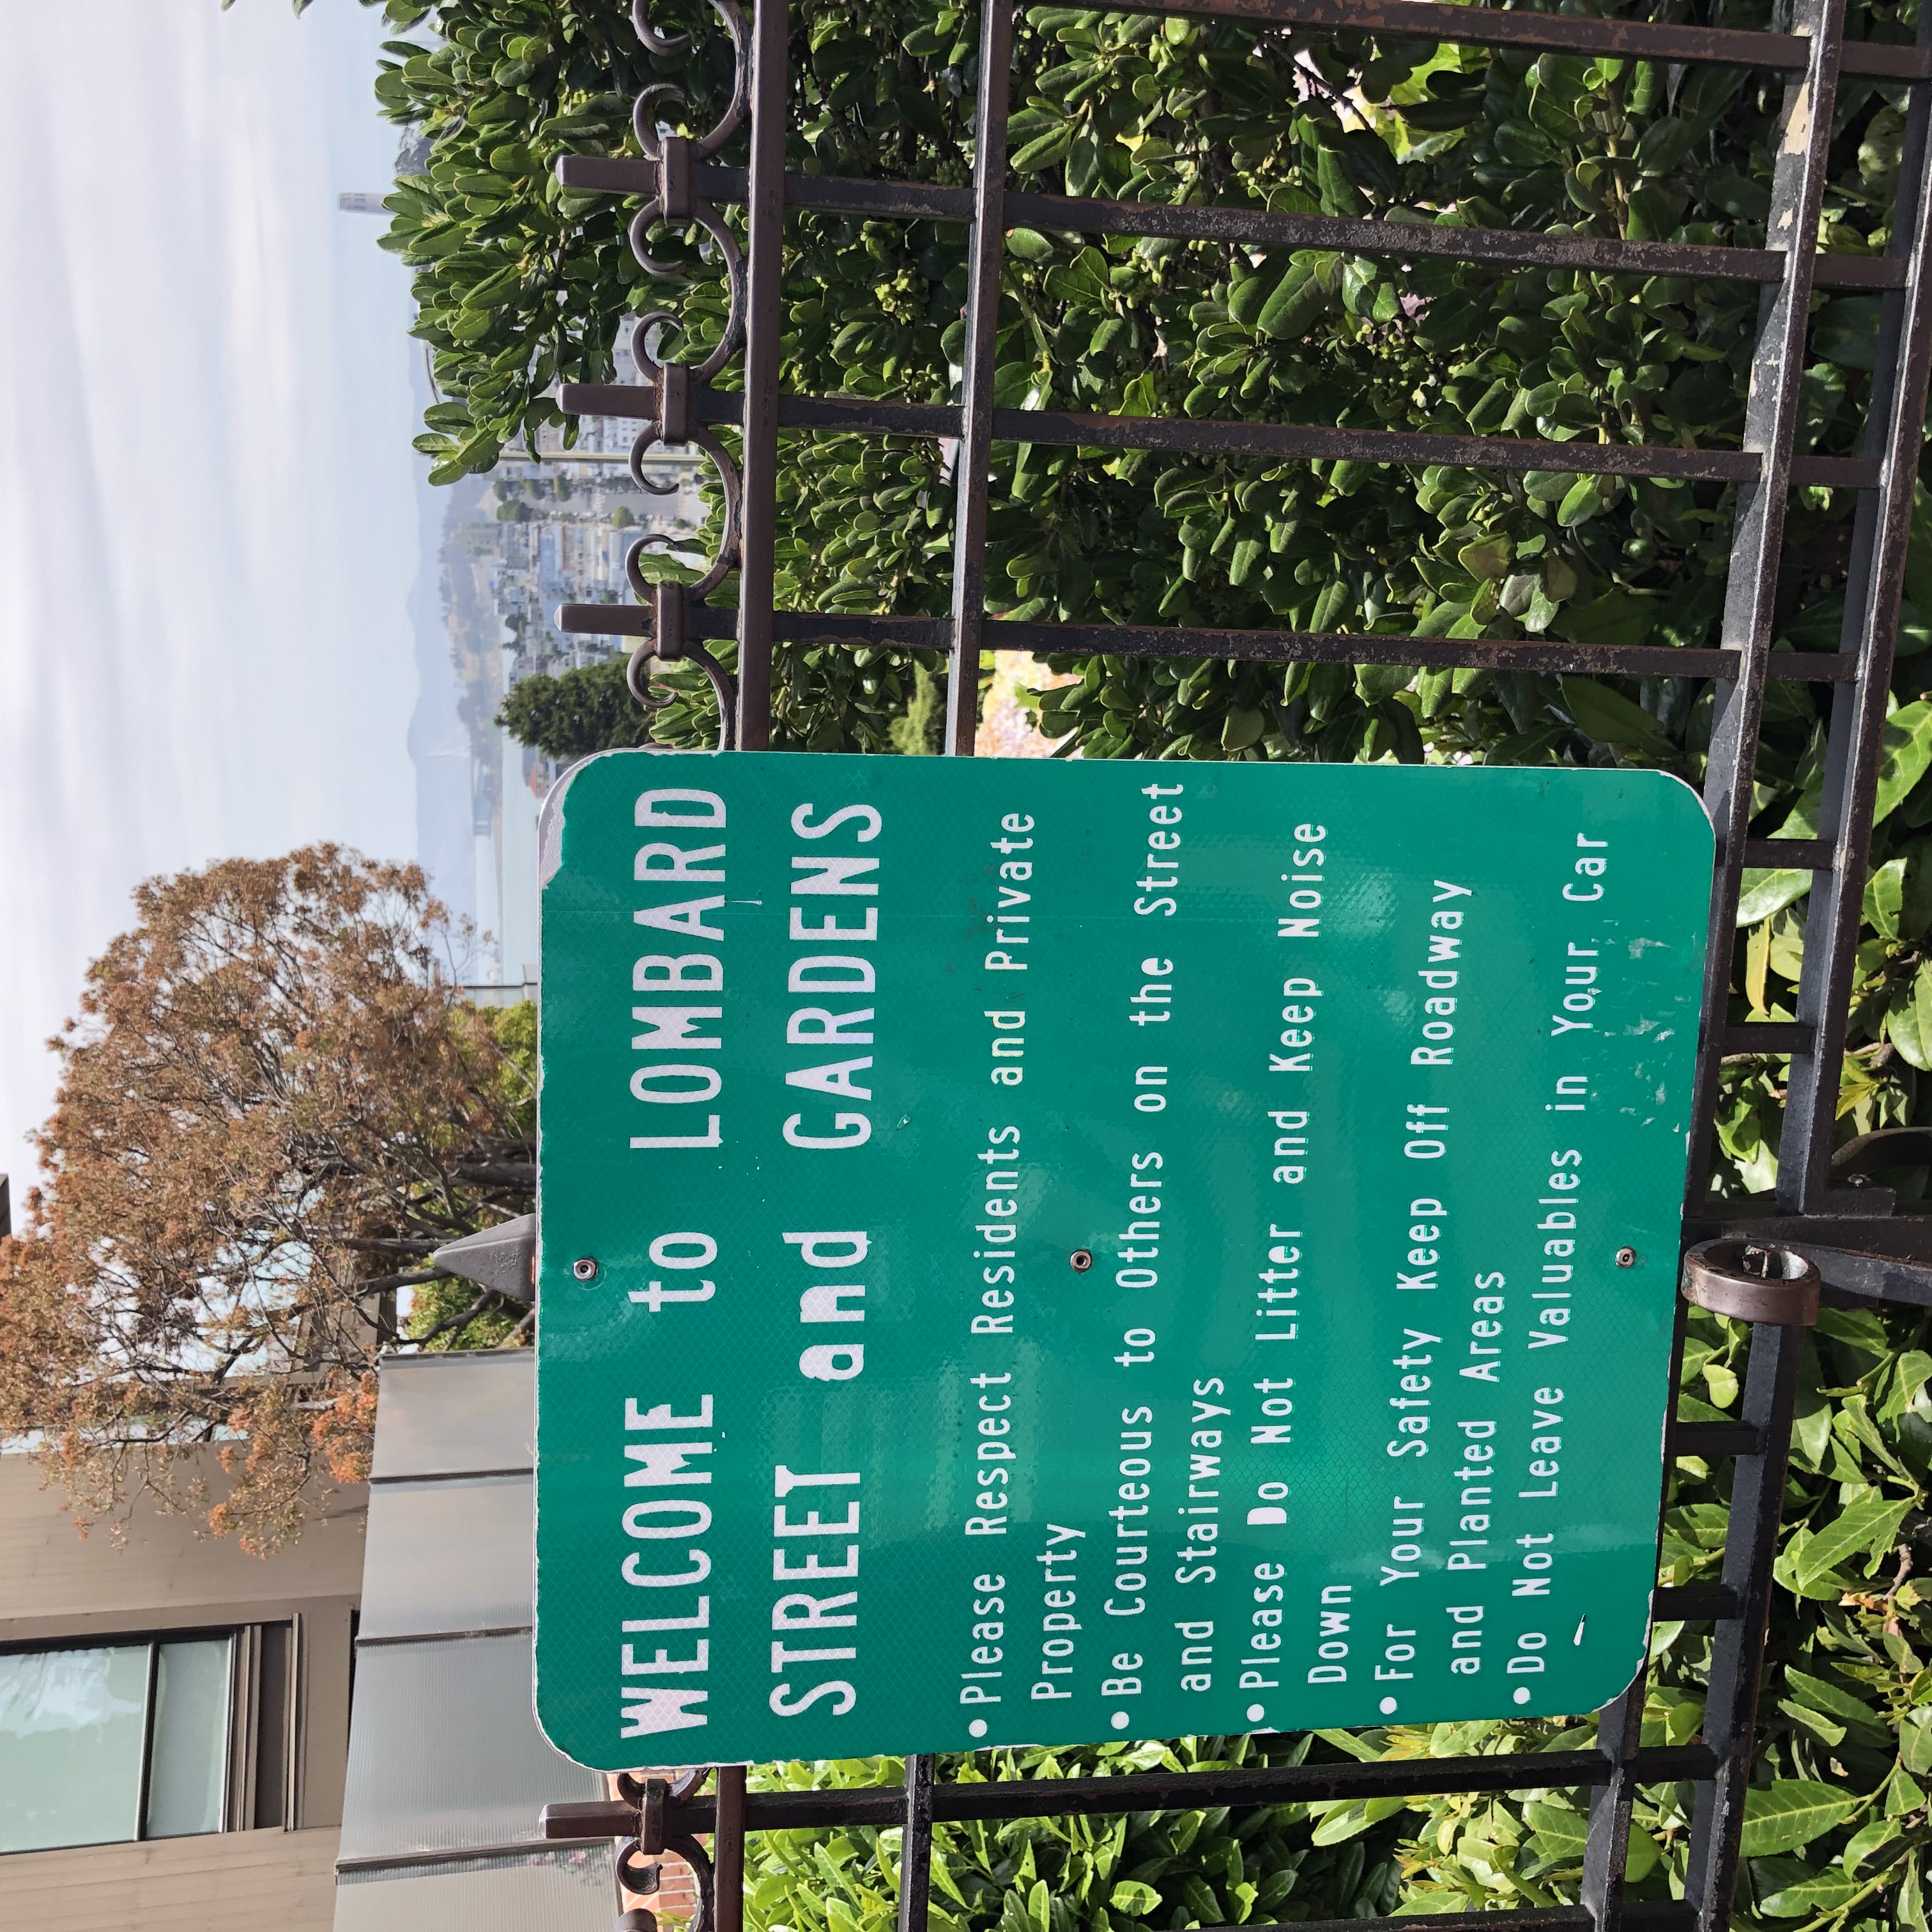 WELCOME to LOMBARD
STREET and GARDENS
• Please Respect Residents and Private
Property
• Be Courteous to Others on the Street
and Stairways
• Please Do Not Litter and Keep Noise
Down
• For Your Safety Keep Off Roadway
and Planted Areas
• Do Not Leave Valuables in Your Car